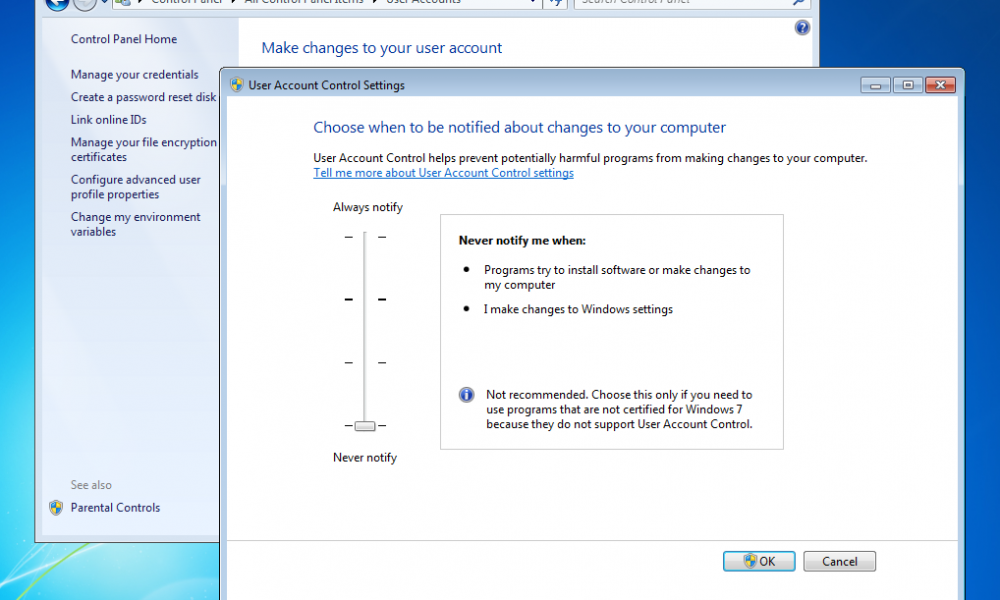 Control Panel
All Control Panel Items
User Accounts
Search Control Panel
Control Panel Home
Make changes to your user account
Manage your credentials
Create a password reset disk
Link online IDs
Manage your file encryption
certificates
Configure advanced user
profile properties
Change my environment
variables
See also
Parental Controls
User Account Control Settings
Choose when to be notified about changes to your computer
User Account Control helps prevent potentially harmful programs from making changes to your computer.
Tell me more about User Account Control settings
Always notify
Never notify me when:
Programs try to install software or make changes to
my computer
I make changes to Windows settings
Not recommended. Choose this only if you need to
use programs that are not certified for Windows 7
because they do not support User Account Control.
Never notify
OK
Cancel